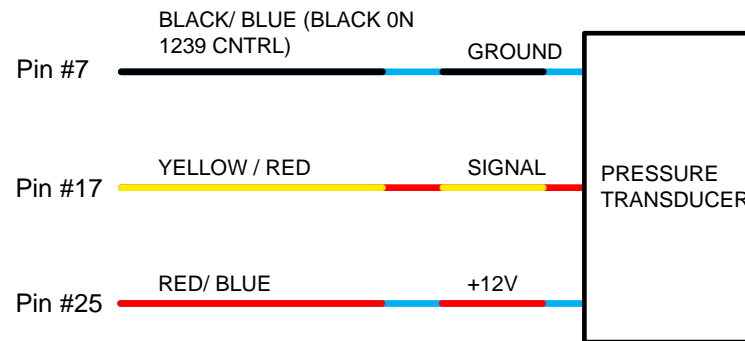 BLACK/ BLUE (BLACK 0N
1239 CNTRL)
Pin #7
GROUND
YELLOW / RED
SIGNAL
Pin #17
PRESSURE
TRANSDUCER
RED/ BLUE
+12V
Pin #25